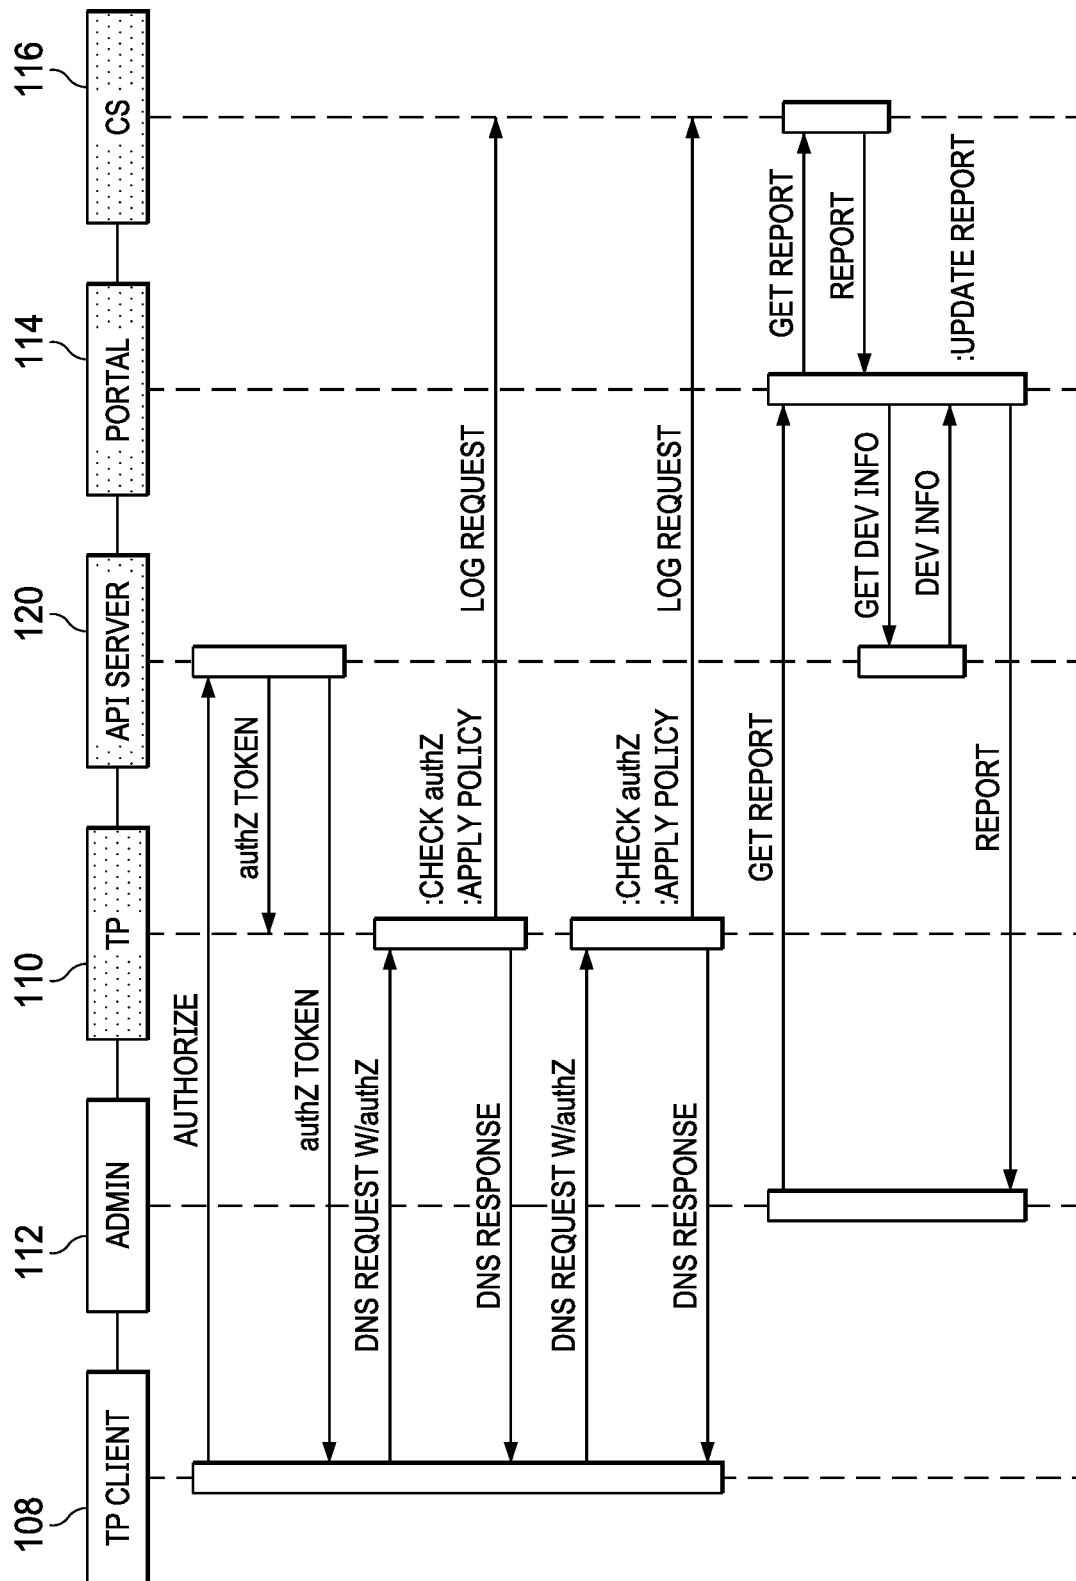 108
112
110
120
114
116
TP CLIENT
ADMIN
TP
API SERVER
PORTAL
CS
AUTHORIZE
authZ TOKEN
authZ TOKEN
DNS REQUEST W/authZ
:CHECK authZ
:APPLY POLICY
LOG REQUEST
DNS RESPONSE
DNS REQUEST W/authZ
:CHECK authZ
:APPLY POLICY
LOG REQUEST
DNS RESPONSE
GET REPORT
GET REPORT
REPORT
GET DEV INFO
DEV INFO
:UPDATE REPORT
REPORT